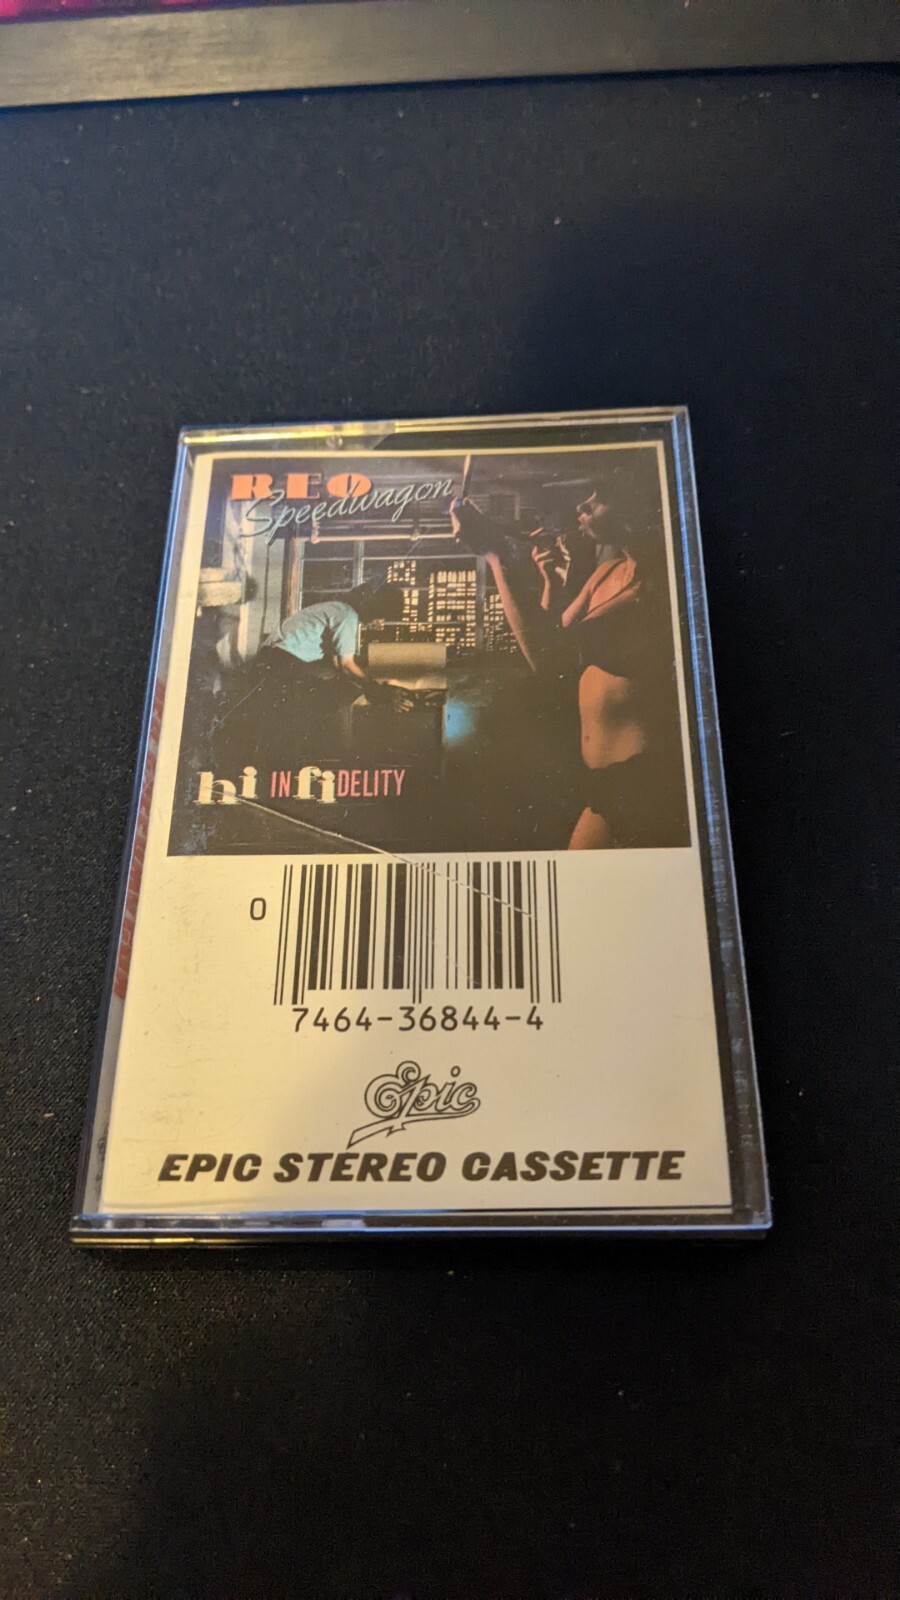 REO
Speedwagon
hi INfiDELITY
0
7464-36844-4
Epic
EPIC STEREO CASSETTE